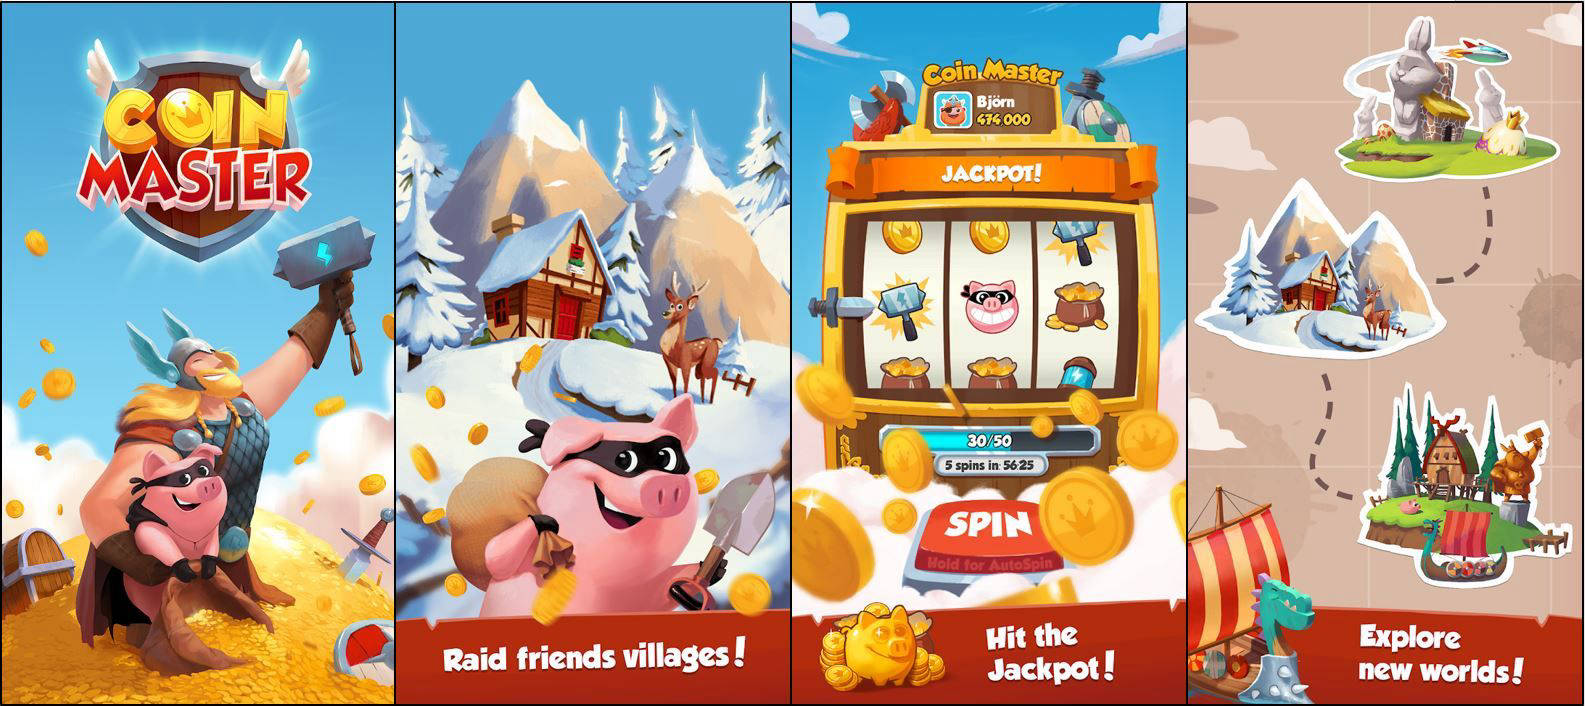 COIN
MASTER
Raid friends villages!
Coin Master
Björn
474,000
JACKPOT!
30/50
5 spins in: 56:25
SPIN
Hold for AutoSpin
Hit the
Jackpot!
Explore
new worlds!